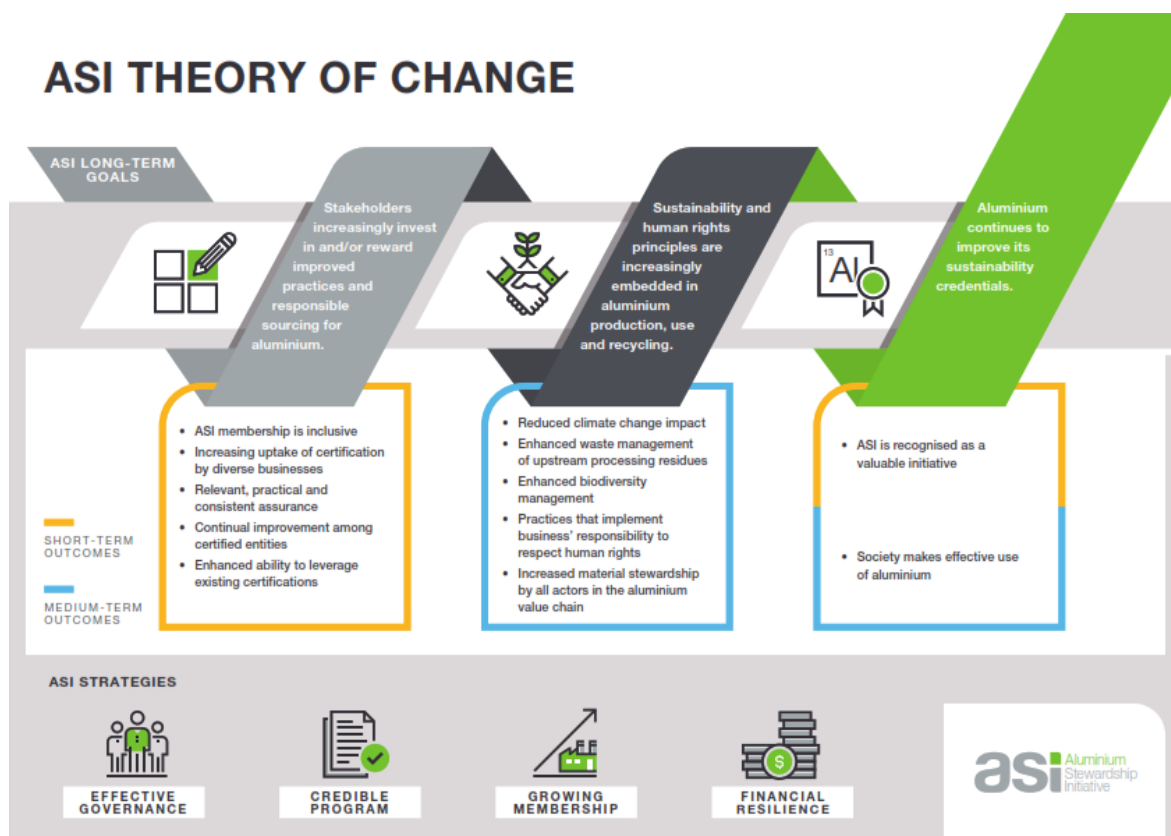 ASI THEORY OF CHANGE
ASI LONG-TERM
GOALS
Stakeholders
increasingly invest
in and/or reward
improved
practices and
responsible
sourcing for
aluminium.
Sustainability and
human rights
principles are
increasingly
embedded in
aluminium
production, use
and recycling.
13
Al
Aluminium
continues to
improve its
sustainability
credentials.
SHORT-TERM
OUTCOMES
MEDIUM-TERM
OUTCOMES
• ASI membership is inclusive
• Increasing uptake of certification
by diverse businesses
• Relevant, practical and
consistent assurance
• Continual improvement among
certified entities
• Enhanced ability to leverage
existing certifications
• Reduced climate change impact
• Enhanced waste management
of upstream processing residues
• Enhanced biodiversity
management
• Practices that implement
business' responsibility to
respect human rights
• Increased material stewardship
by all actors in the aluminium
value chain
• ASI is recognised as a
valuable initiative
• Society makes effective use
of aluminium
ASI STRATEGIES
EFFECTIVE
GOVERNANCE
CREDIBLE
PROGRAM
GROWING
MEMBERSHIP
$
FINANCIAL
RESILIENCE
asi
Aluminium
Stewardship
Initiative